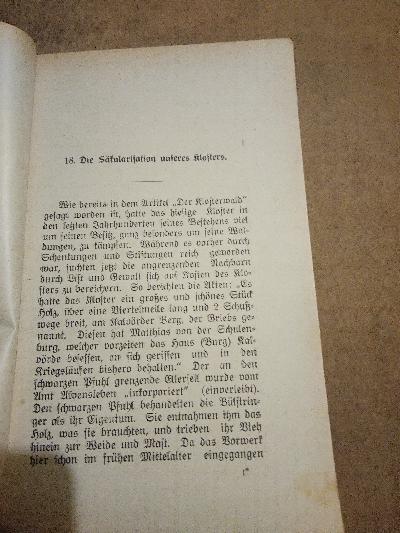 18. Die Säkularisation unseres Klosters.
Wie bereits in dem Artikel „Der Klosterwald“
gesagt worden ist, hatte das hiesige Kloster in
den letzten Jahrhunderten seines Bestehens viel
um seinen Besitz, ganz besonders um seine Wal-
dungen, zu kämpfen. Während es vorher durch
Schenkungen und Stiftungen reich geworden
war, suchten jetzt die angrenzenden Nachbarn
durch List und Gewalt sich auf Kosten des Klo-
sters zu bereichern. So berichten die Akten: „Es
hatte das Kloster ein großes und schönes Stück
Holz, über eine Viertelmeile lang und 2 Schuß-
wege breit, am Kalvörder Berg, der Griebs ge-
nannt. Diesen hat Matthias von der Schulen-
burg, welcher vorzeiten das Haus (Burg) Kal-
vörde besessen, an sich gerissen und in den
Kriegsläufen bishero behalten.“ Der an den
schwarzen Pfuhl grenzende Ellerteil wurde vom
Amt Alvensleben „inkorporiert“ (einverleibt).
Den schwarzen Pfuhl behandelten die Bülstrin-
ger als ihr Eigentum. Sie entnahmen ihm das
Holz, was sie brauchten, und trieben ihr Vieh
hinein zur Weide und Mast. Da das Vorwerk
hier schon im frühen Mittelalter eingegangen
1*